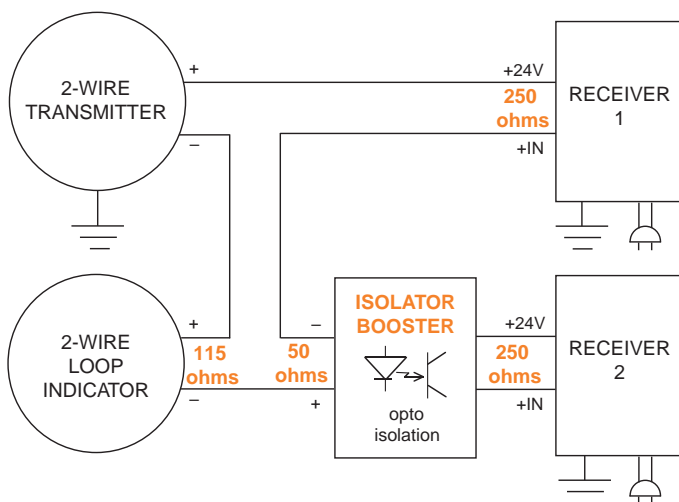 2-WIRE
TRANSMITTER
+
–
+24V
250
ohms
+IN
RECEIVER
1
2-WIRE
LOOP
INDICATOR
+
–
115
ohms
50
ohms
–
+
ISOLATOR
BOOSTER
opto
isolation
+24V
250
ohms
+IN
RECEIVER
2